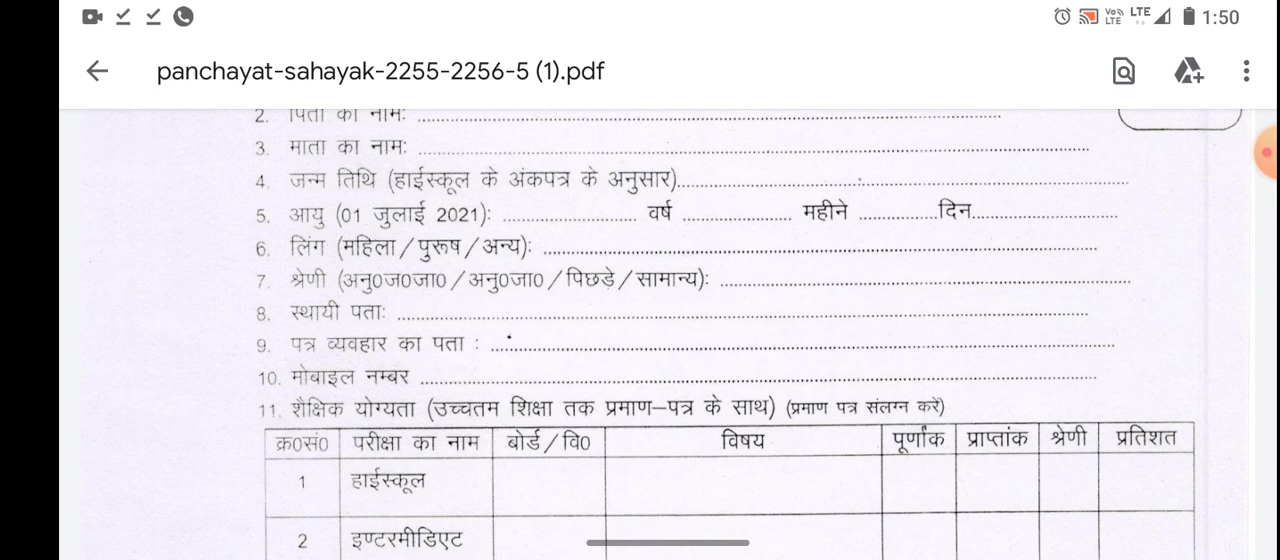 VoLTE LTE 1:50
panchayat-sahayak-2255-2256-5 (1).pdf
2. पिता का नाम: ..........
3. माता का नाम: ..........
4. जन्म तिथि (हाईस्कूल के अंकपत्र के अनुसार)..........
5. आयु (01 जुलाई 2021): .......... वर्ष .......... महीने ..........दिन..........
6. लिंग (महिला/पुरूष/अन्य): ..........
7. श्रेणी (अनु0ज0जा0/अनु0जा0/पिछड़े/सामान्य): ..........
8. स्थायी पता: ..........
9. पत्र व्यवहार का पता : ..........
10. मोबाइल नम्बर ..........
11. शैक्षिक योग्यता (उच्चतम शिक्षा तक प्रमाण–पत्र के साथ) (प्रमाण पत्र संलग्न करें)
क्र0सं0 परीक्षा का नाम बोर्ड/वि0 विषय पूर्णांक प्राप्तांक श्रेणी प्रतिशत
1 हाईस्कूल
2 इण्टरमीडिएट